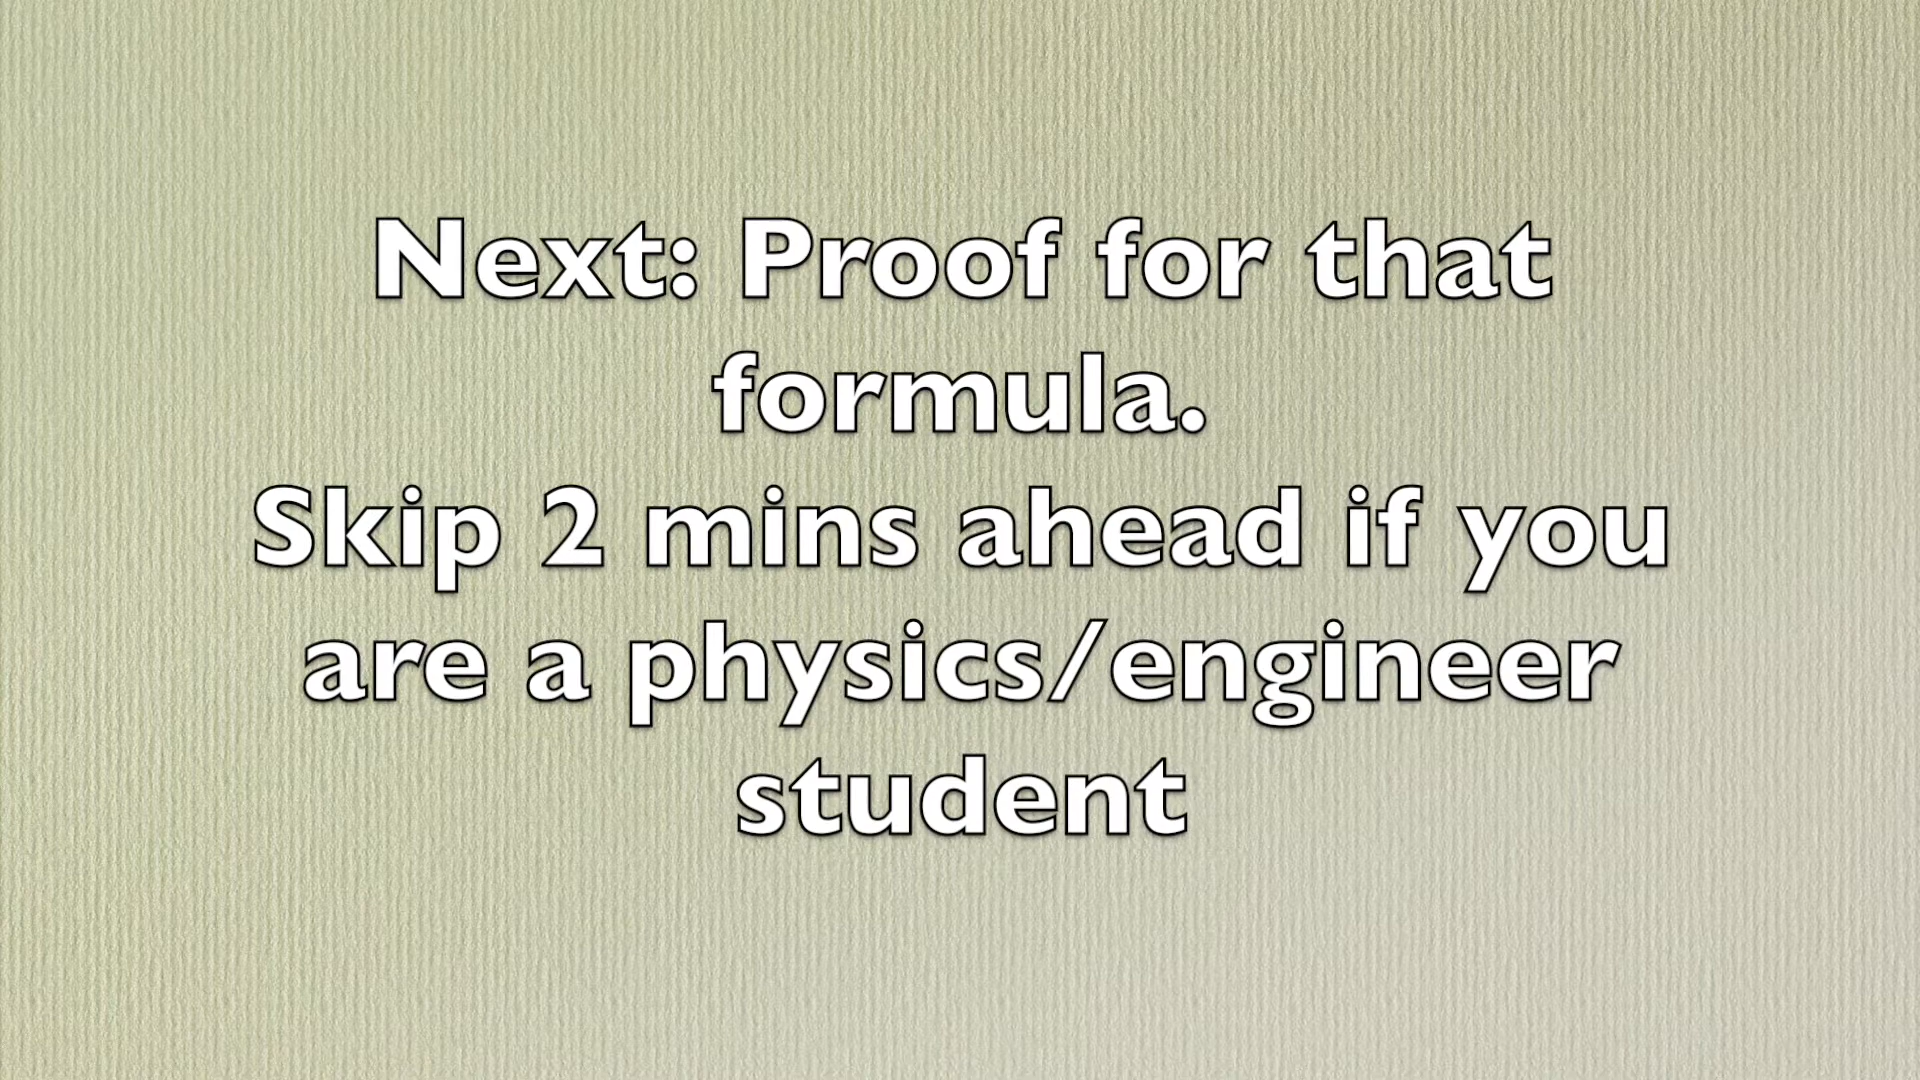 Next: Proof for that
formula.
Skip 2 mins ahead if you
are a physics/engineer
student